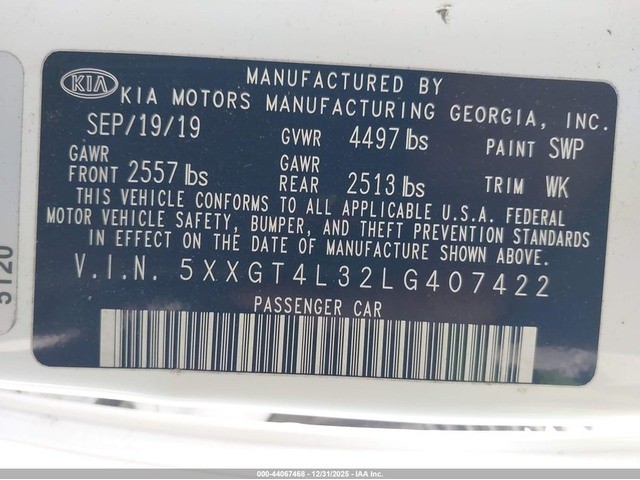 KIA
MANUFACTURED BY
KIA MOTORS MANUFACTURING GEORGIA, INC.
SEP/19/19 GVWR 4497 lbs PAINT SWP
GAWR FRONT 2557 lbs GAWR REAR 2513 lbs TRIM WK
THIS VEHICLE CONFORMS TO ALL APPLICABLE U.S.A. FEDERAL
MOTOR VEHICLE SAFETY, BUMPER, AND THEFT PREVENTION STANDARDS
IN EFFECT ON THE DATE OF MANUFACTURE SHOWN ABOVE.
V.I.N. 5XXGT4L32LG407422
PASSENGER CAR
5120
000-44067468 - 12/31/2025 - IAA Inc.